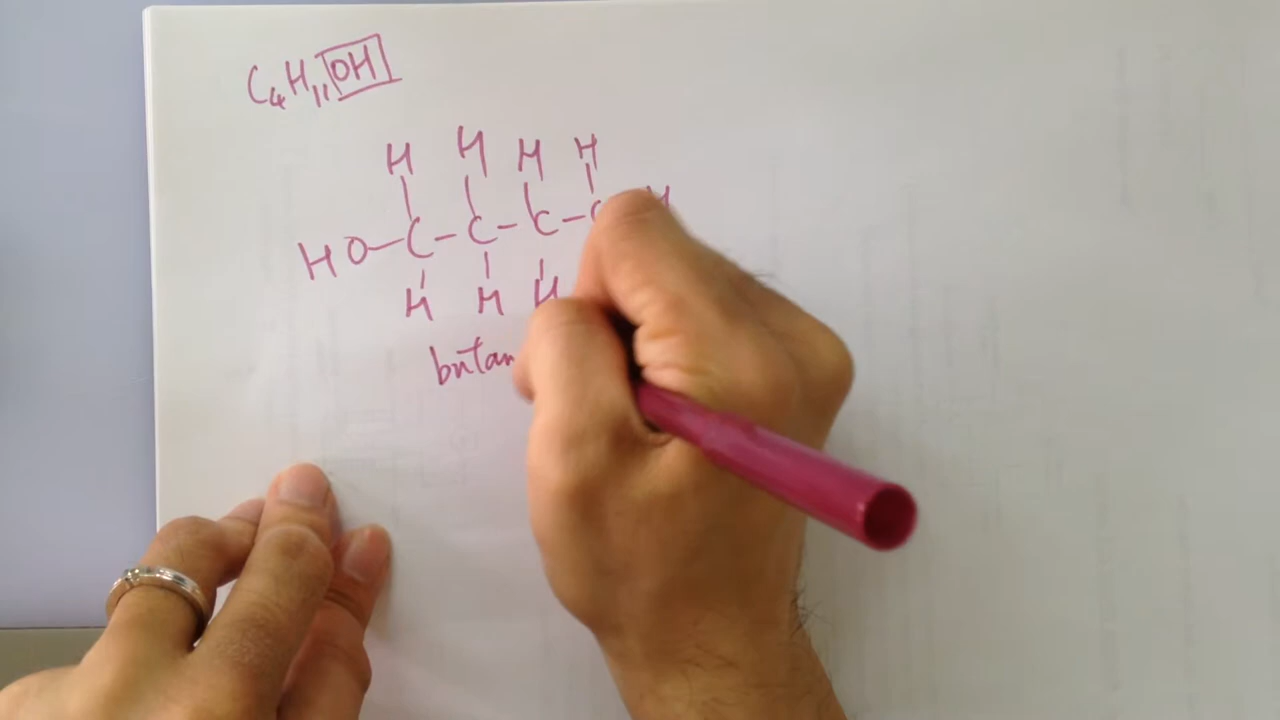 C₄H₁₁OH
H H H H
HO-C-C-C-C H
H H H
butan